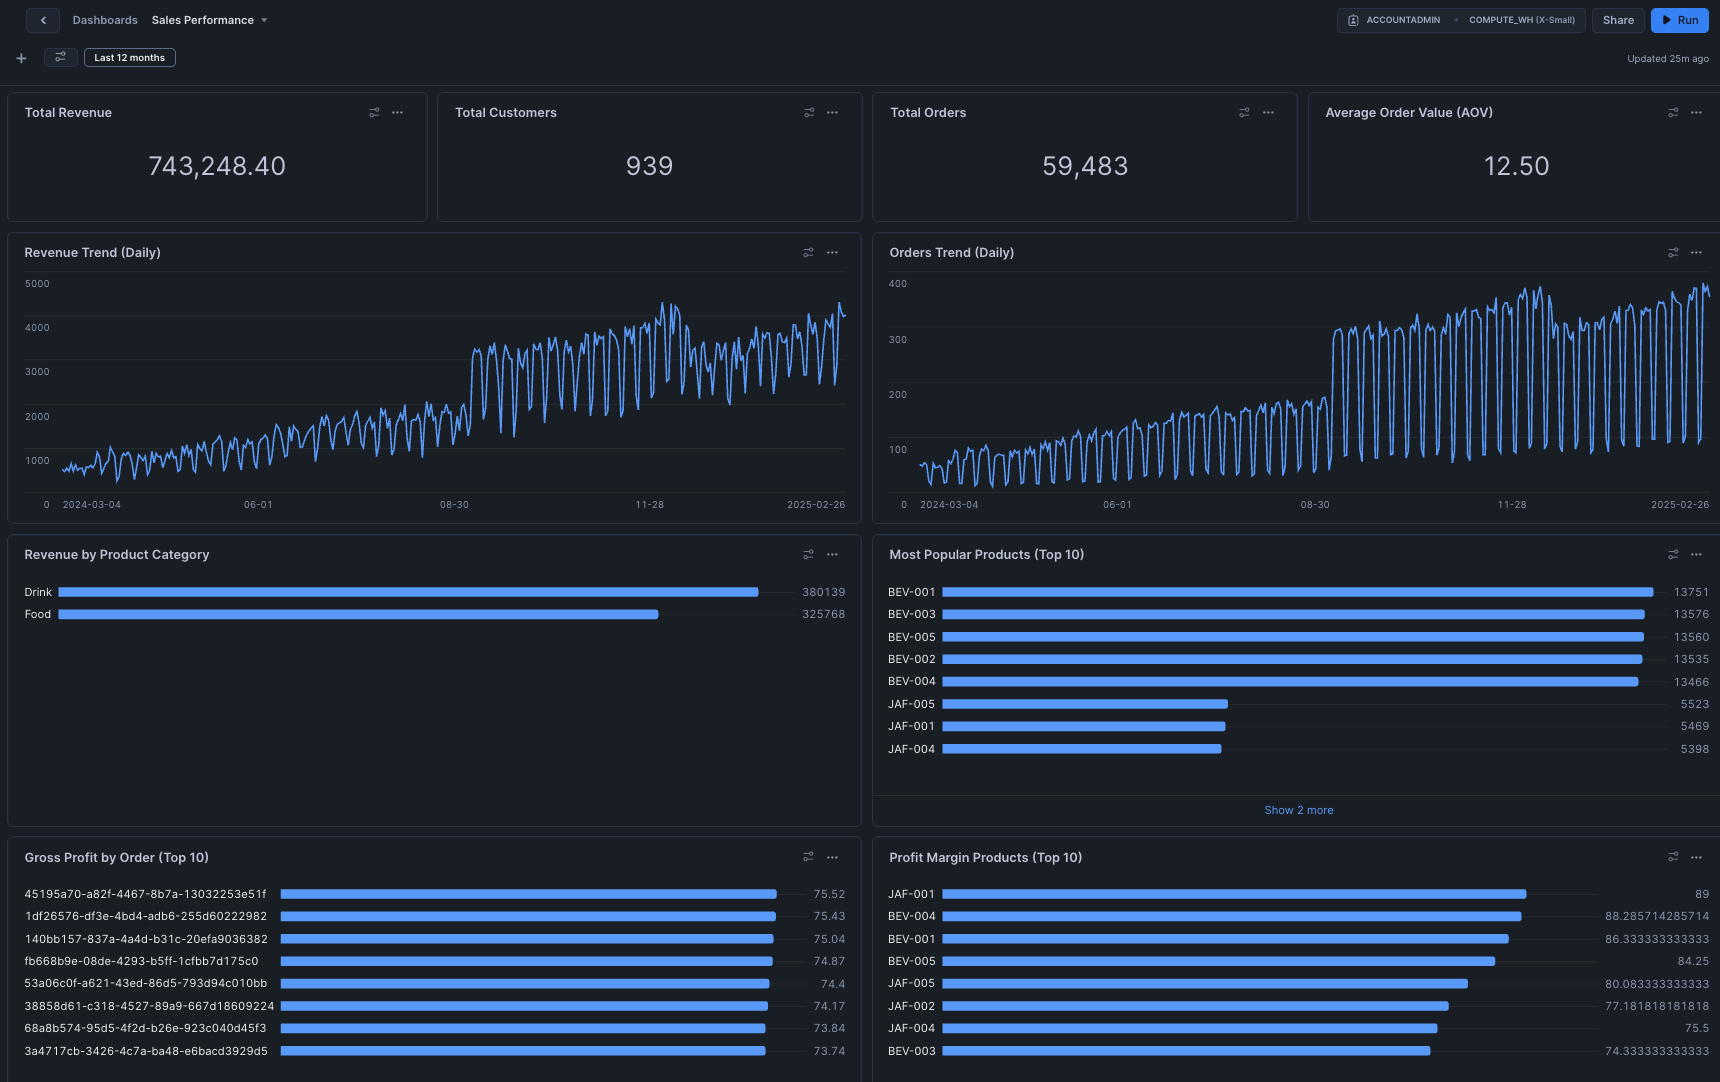 Dashboards Sales Performance
ACCOUNTADMIN • COMPUTE_WH (X-Small)
Share
Run
Last 12 months
Updated 25m ago
Total Revenue
743,248.40
Total Customers
939
Total Orders
59,483
Average Order Value (AOV)
12.50
Revenue Trend (Daily)
5000
4000
3000
2000
1000
0
2024-03-04 06-01 08-30 11-28 2025-02-26
Orders Trend (Daily)
400
300
200
100
0
2024-03-04 06-01 08-30 11-28 2025-02-26
Revenue by Product Category
Drink 380139
Food 325768
Most Popular Products (Top 10)
BEV-001 13751
BEV-003 13576
BEV-005 13560
BEV-002 13535
BEV-004 13466
JAF-005 5523
JAF-001 5469
JAF-004 5398
Show 2 more
Gross Profit by Order (Top 10)
45195a70-a82f-4467-8b7a-13032253e51f 75.52
1df26576-df3e-4bd4-adb6-255d60222982 75.43
140bb157-837a-4a4d-b31c-20efa9036382 75.04
fb668b9e-08de-4293-b5ff-1cfbb7d175c0 74.87
53a06c0f-a621-43ed-86d5-793d94c010bb 74.4
38858d61-c318-4527-89a9-667d18609224 74.17
68a8b574-95d5-4f2d-b26e-923c040d45f3 73.84
3a4717cb-3426-4c7a-ba48-e6bacd3929d5 73.74
Profit Margin Products (Top 10)
JAF-001 89
BEV-004 88.285714285714
BEV-001 86.333333333333
BEV-005 84.25
JAF-005 80.083333333333
JAF-002 77.181818181818
JAF-004 75.5
BEV-003 74.333333333333